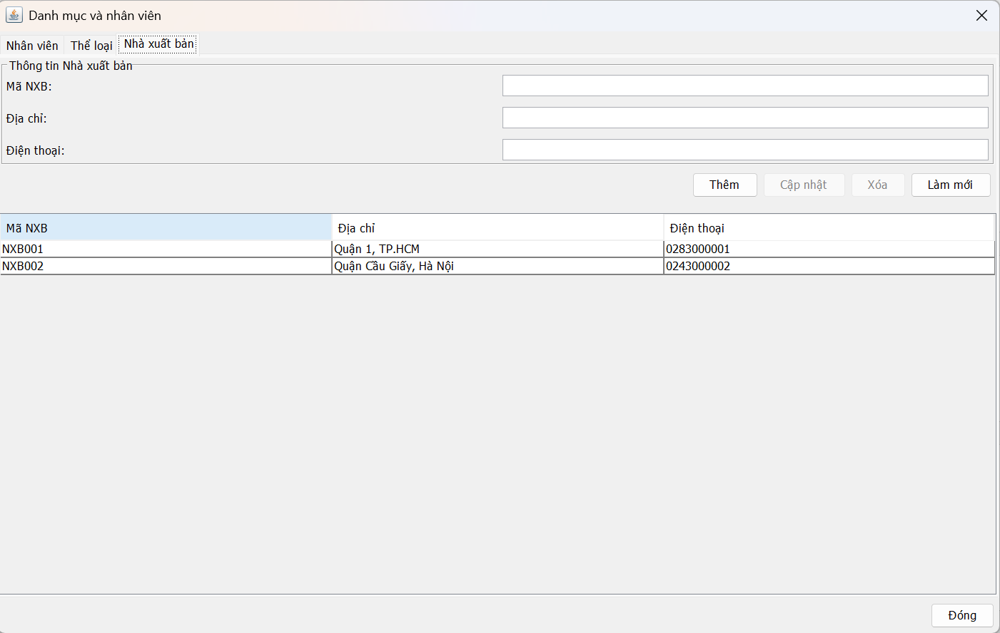 Danh mục và nhân viên
Nhân viên Thể loại Nhà xuất bản
Thông tin Nhà xuất bản
Mã NXB:
Địa chỉ:
Điện thoại:
Thêm Cập nhật Xóa Làm mới
Mã NXB Địa chỉ Điện thoại
NXB001 Quận 1, TP.HCM 0283000001
NXB002 Quận Cầu Giấy, Hà Nội 0243000002
Đóng